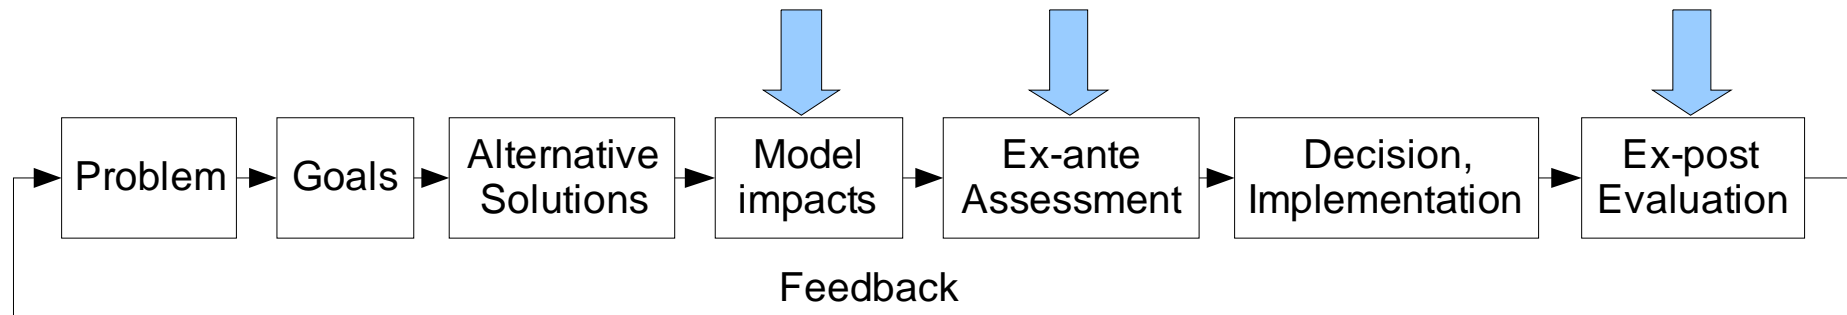 Problem
Goals
Alternative
Solutions
Model
impacts
Ex-ante
Assessment
Decision,
Implementation
Ex-post
Evaluation
Feedback